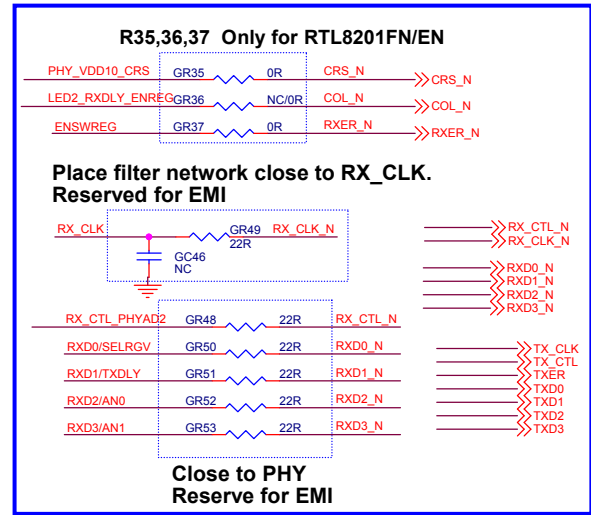 R35,36,37 Only for RTL8201FN/EN
PHY_VDD10_CRS GR35 0R CRS_N CRS_N
LED2_RXDLY_ENREG GR36 NC/0R COL_N COL_N
ENSWREG GR37 0R RXER_N RXER_N
Place filter network close to RX_CLK.
Reserved for EMI
RX_CLK GR49 RX_CLK_N
22R
GC46
NC
RX_CTL_N
RX_CLK_N
RXD0_N
RXD1_N
RXD2_N
RXD3_N
RX_CTL_PHYAD2 GR48 22R RX_CTL_N
RXD0/SELRGV GR50 22R RXD0_N
RXD1/TXDLY GR51 22R RXD1_N
RXD2/AN0 GR52 22R RXD2_N
RXD3/AN1 GR53 22R RXD3_N
TX_CLK
TX_CTL
TXER
TXD0
TXD1
TXD2
TXD3
Close to PHY
Reserve for EMI